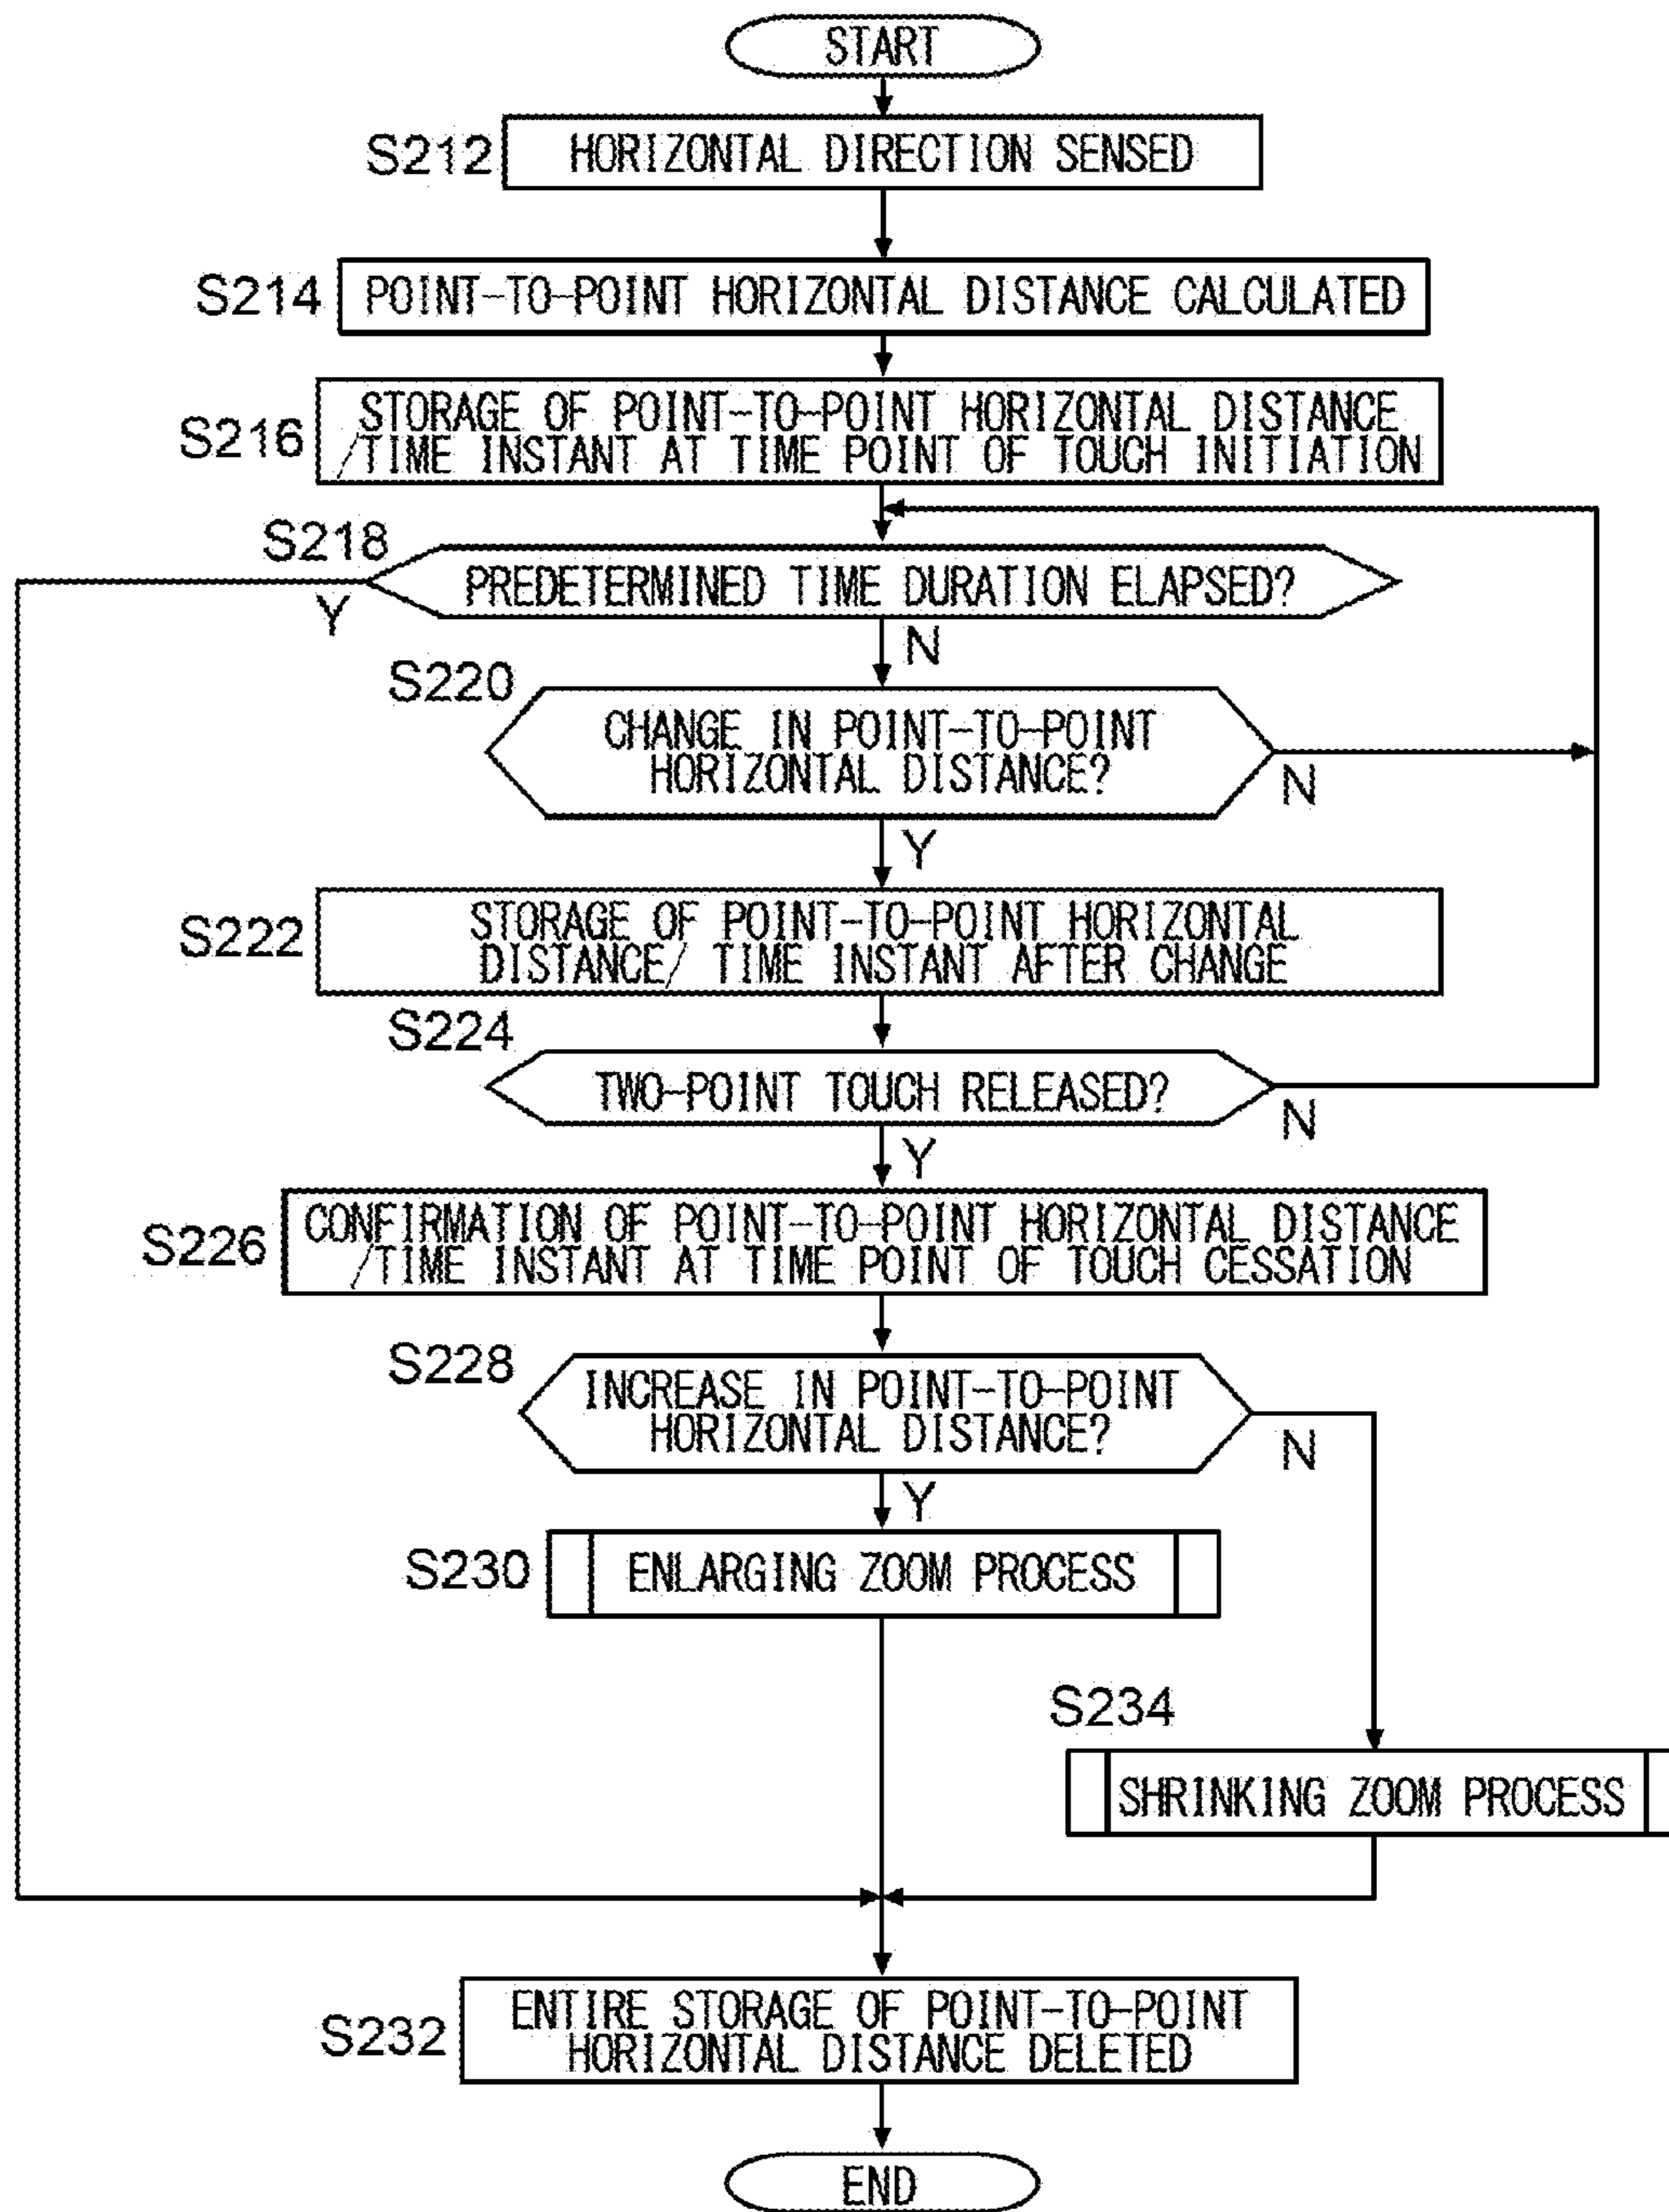 START
S212
HORIZONTAL DIRECTION SENSED
S214
POINT-TO-POINT HORIZONTAL DISTANCE CALCULATED
S216
STORAGE OF POINT-TO-POINT HORIZONTAL DISTANCE
/TIME INSTANT AT TIME POINT OF TOUCH INITIATION
S218
PREDETERMINED TIME DURATION ELAPSED?
Y
N
S220
CHANGE IN POINT-TO-POINT
HORIZONTAL DISTANCE?
N
Y
S222
STORAGE OF POINT-TO-POINT HORIZONTAL
DISTANCE/ TIME INSTANT AFTER CHANGE
S224
TWO-POINT TOUCH RELEASED?
N
Y
S226
CONFIRMATION OF POINT-TO-POINT HORIZONTAL DISTANCE
/TIME INSTANT AT TIME POINT OF TOUCH CESSATION
S228
INCREASE IN POINT-TO-POINT
HORIZONTAL DISTANCE?
N
Y
S230
ENLARGING ZOOM PROCESS
S234
SHRINKING ZOOM PROCESS
S232
ENTIRE STORAGE OF POINT-TO-POINT
HORIZONTAL DISTANCE DELETED
END